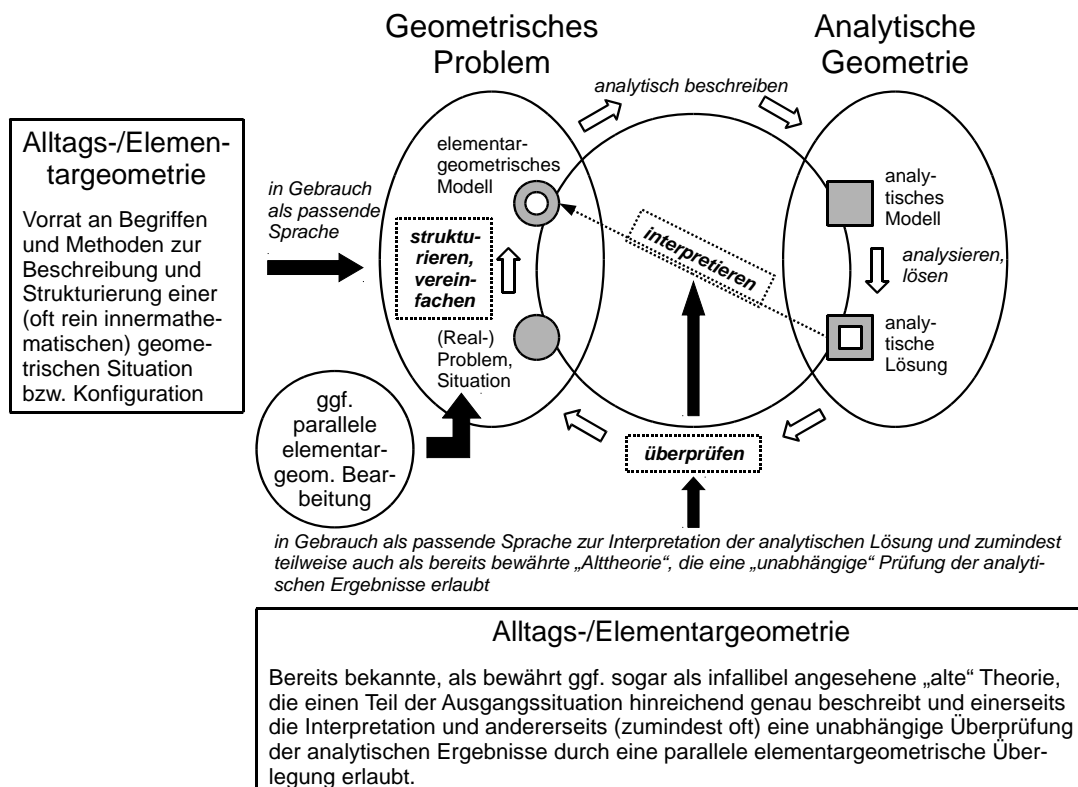 Geometrisches
Problem
Analytische
Geometrie
analytisch beschreiben
Alltags-/Elemen-
targeometrie
Vorrat an Begriffen
und Methoden zur
Beschreibung und
Strukturierung einer
(oft rein innermathe-
matischen) geome-
trischen Situation
bzw. Konfiguration
in Gebrauch
als passende
Sprache
elementar-
geometrisches
Modell
struktu-
rieren,
verein-
fachen
(Real-)
Problem,
Situation
interpretieren
analy-
tisches
Modell
analysieren,
lösen
analy-
tische
Lösung
ggf.
parallele
elementar-
geom. Bear-
beitung
überprüfen
in Gebrauch als passende Sprache zur Interpretation der analytischen Lösung und zumindest
teilweise auch als bereits bewährte „Alttheorie“, die eine „unabhängige“ Prüfung der analyti-
schen Ergebnisse erlaubt
Alltags-/Elementargeometrie
Bereits bekannte, als bewährt ggf. sogar als infallibel angesehene „alte“ Theorie,
die einen Teil der Ausgangssituation hinreichend genau beschreibt und einerseits
die Interpretation und andererseits (zumindest oft) eine unabhängige Überprüfung
der analytischen Ergebnisse durch eine parallele elementargeometrische Über-
legung erlaubt.